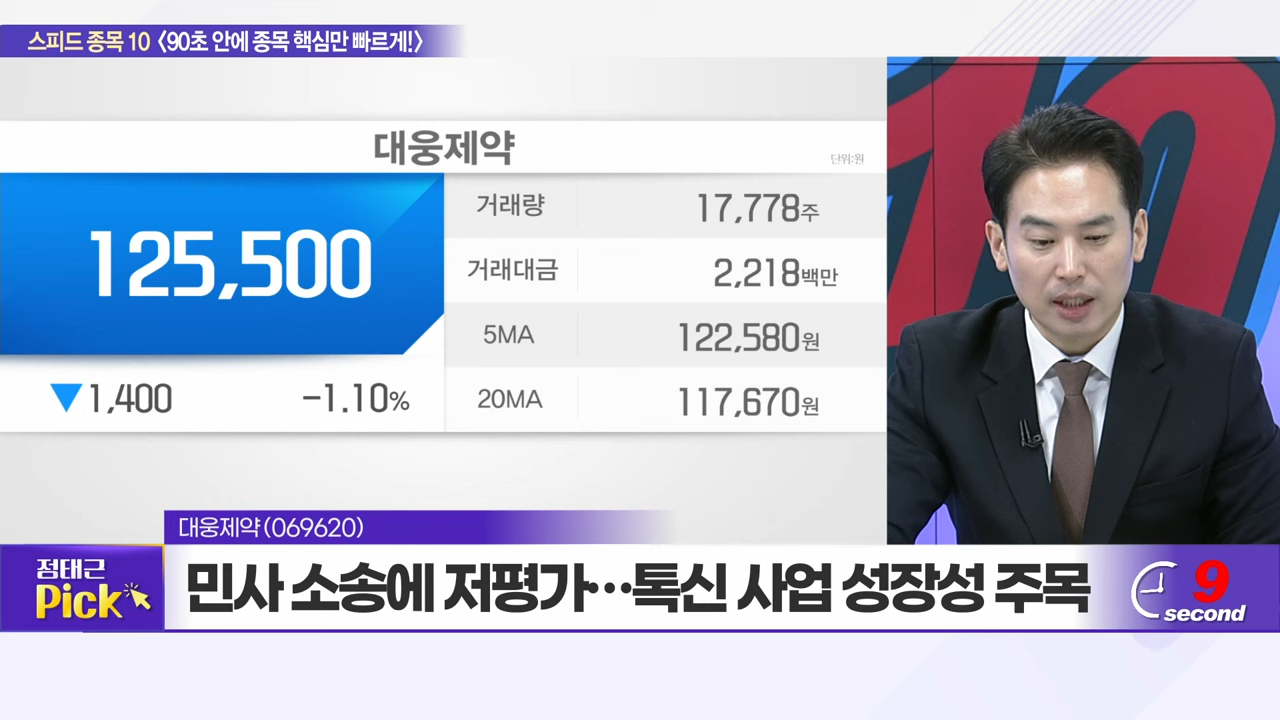 스피드 종목 10 〈90초 안에 종목 핵심만 빠르게!〉
대웅제약
단위:원
125,500
▼1,400 -1.10%
거래량 17,778주
거래대금 2,218백만
5MA 122,580원
20MA 117,670원
10
대웅제약(069620)
정태근
Pick
민사 소송에 저평가…톡신 사업 성장성 주목
9
second